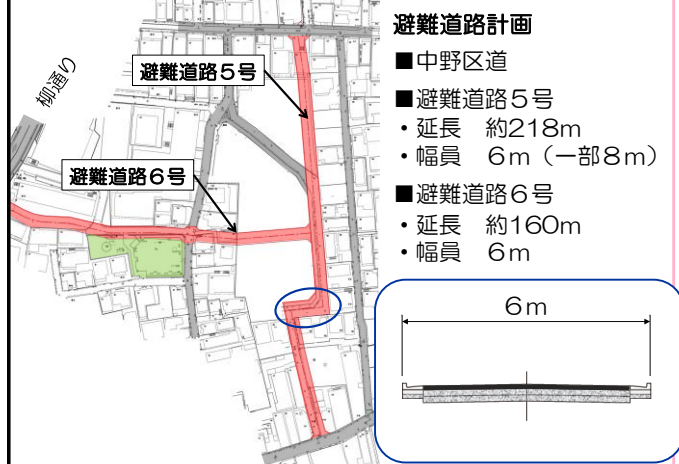 避難道路計画
■中野区道
■避難道路5号
・延長 約218m
・幅員 6m（一部8m）
■避難道路6号
・延長 約160m
・幅員 6m
避難道路5号
柳通り
避難道路6号
6m